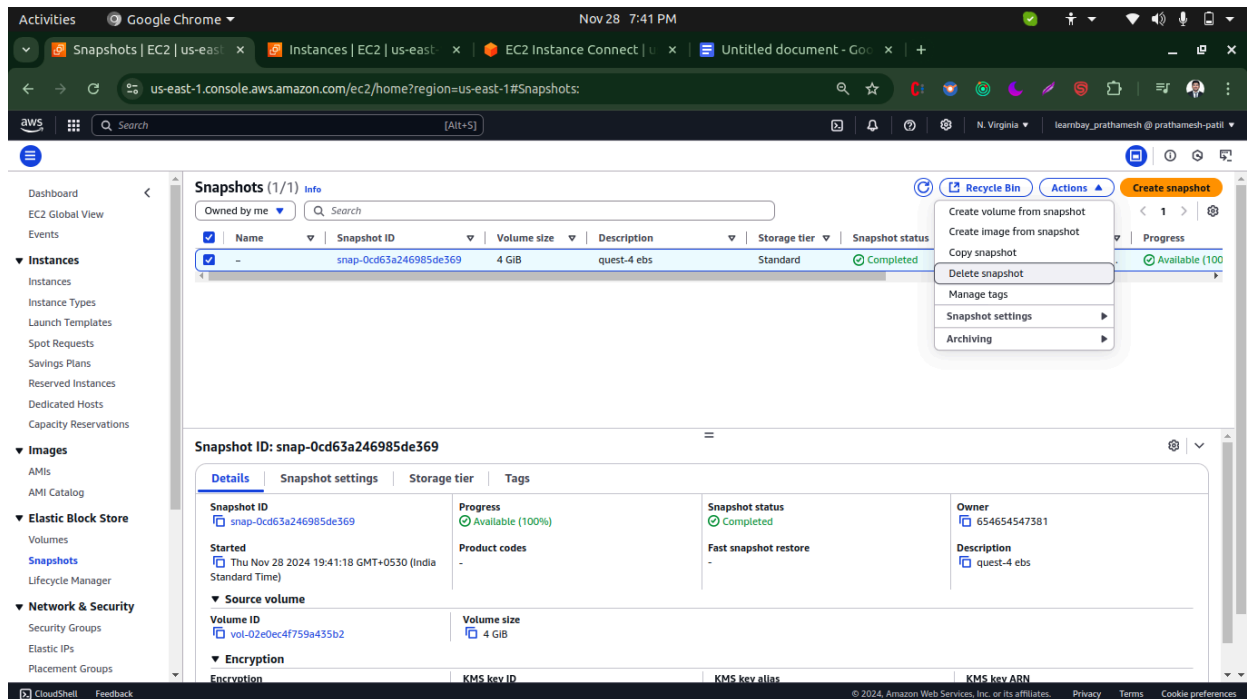 Activities Google Chrome Nov 28 7:41 PM
Snapshots | EC2 | us-east Instances | EC2 | us-east- EC2 Instance Connect | u Untitled document - Goo
us-east-1.console.aws.amazon.com/ec2/home?region=us-east-1#Snapshots:
aws Search [Alt+S] N. Virginia learnbay_prathamesh @ prathamesh-patil
Dashboard
EC2 Global View
Events
Instances
Instances
Instance Types
Launch Templates
Spot Requests
Savings Plans
Reserved Instances
Dedicated Hosts
Capacity Reservations
Images
AMIs
AMI Catalog
Elastic Block Store
Volumes
Snapshots
Lifecycle Manager
Network & Security
Security Groups
Elastic IPs
Placement Groups
Snapshots (1/1) Info Recycle Bin Actions Create snapshot
Owned by me Search < 1 >
Name Snapshot ID Volume size Description Storage tier Snapshot status Progress
– snap-0cd63a246985de369 4 GiB quest-4 ebs Standard Completed Available (100
Create volume from snapshot
Create image from snapshot
Copy snapshot
Delete snapshot
Manage tags
Snapshot settings
Archiving
Snapshot ID: snap-0cd63a246985de369
Details Snapshot settings Storage tier Tags
Snapshot ID Progress Snapshot status Owner
snap-0cd63a246985de369 Available (100%) Completed 654654547381
Started Product codes Fast snapshot restore Description
Thu Nov 28 2024 19:41:18 GMT+0530 (India - - quest-4 ebs
Standard Time)
Source volume
Volume ID Volume size
vol-02e0ec4f759a435b2 4 GiB
Encryption
Encryption KMS key ID KMS key alias KMS key ARN
CloudShell Feedback © 2024, Amazon Web Services, Inc. or its affiliates. Privacy Terms Cookie preferences